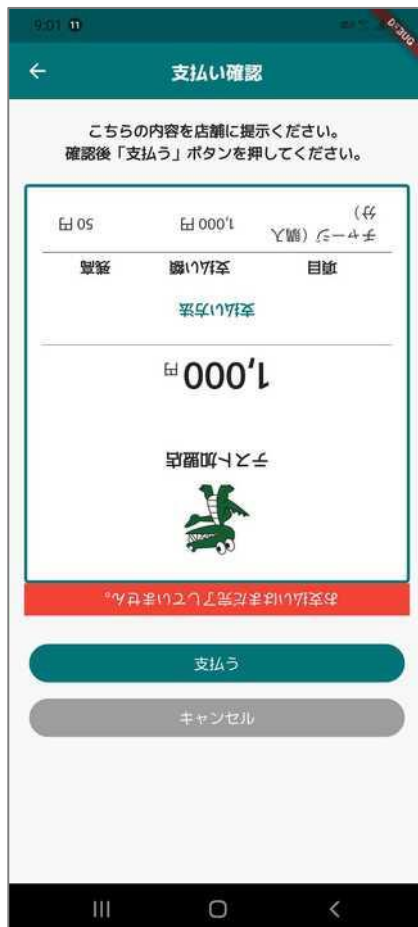 9:01
DEBUG
支払い確認
こちらの内容を店舗に提示ください。
確認後「支払う」ボタンを押してください。
お支払いはまだ完了していません。
テスト加盟店
1,000 円
支払い方法
項目 支払い額 残高
チャージ（購入分） 1,000 円 50 円
支払う
キャンセル